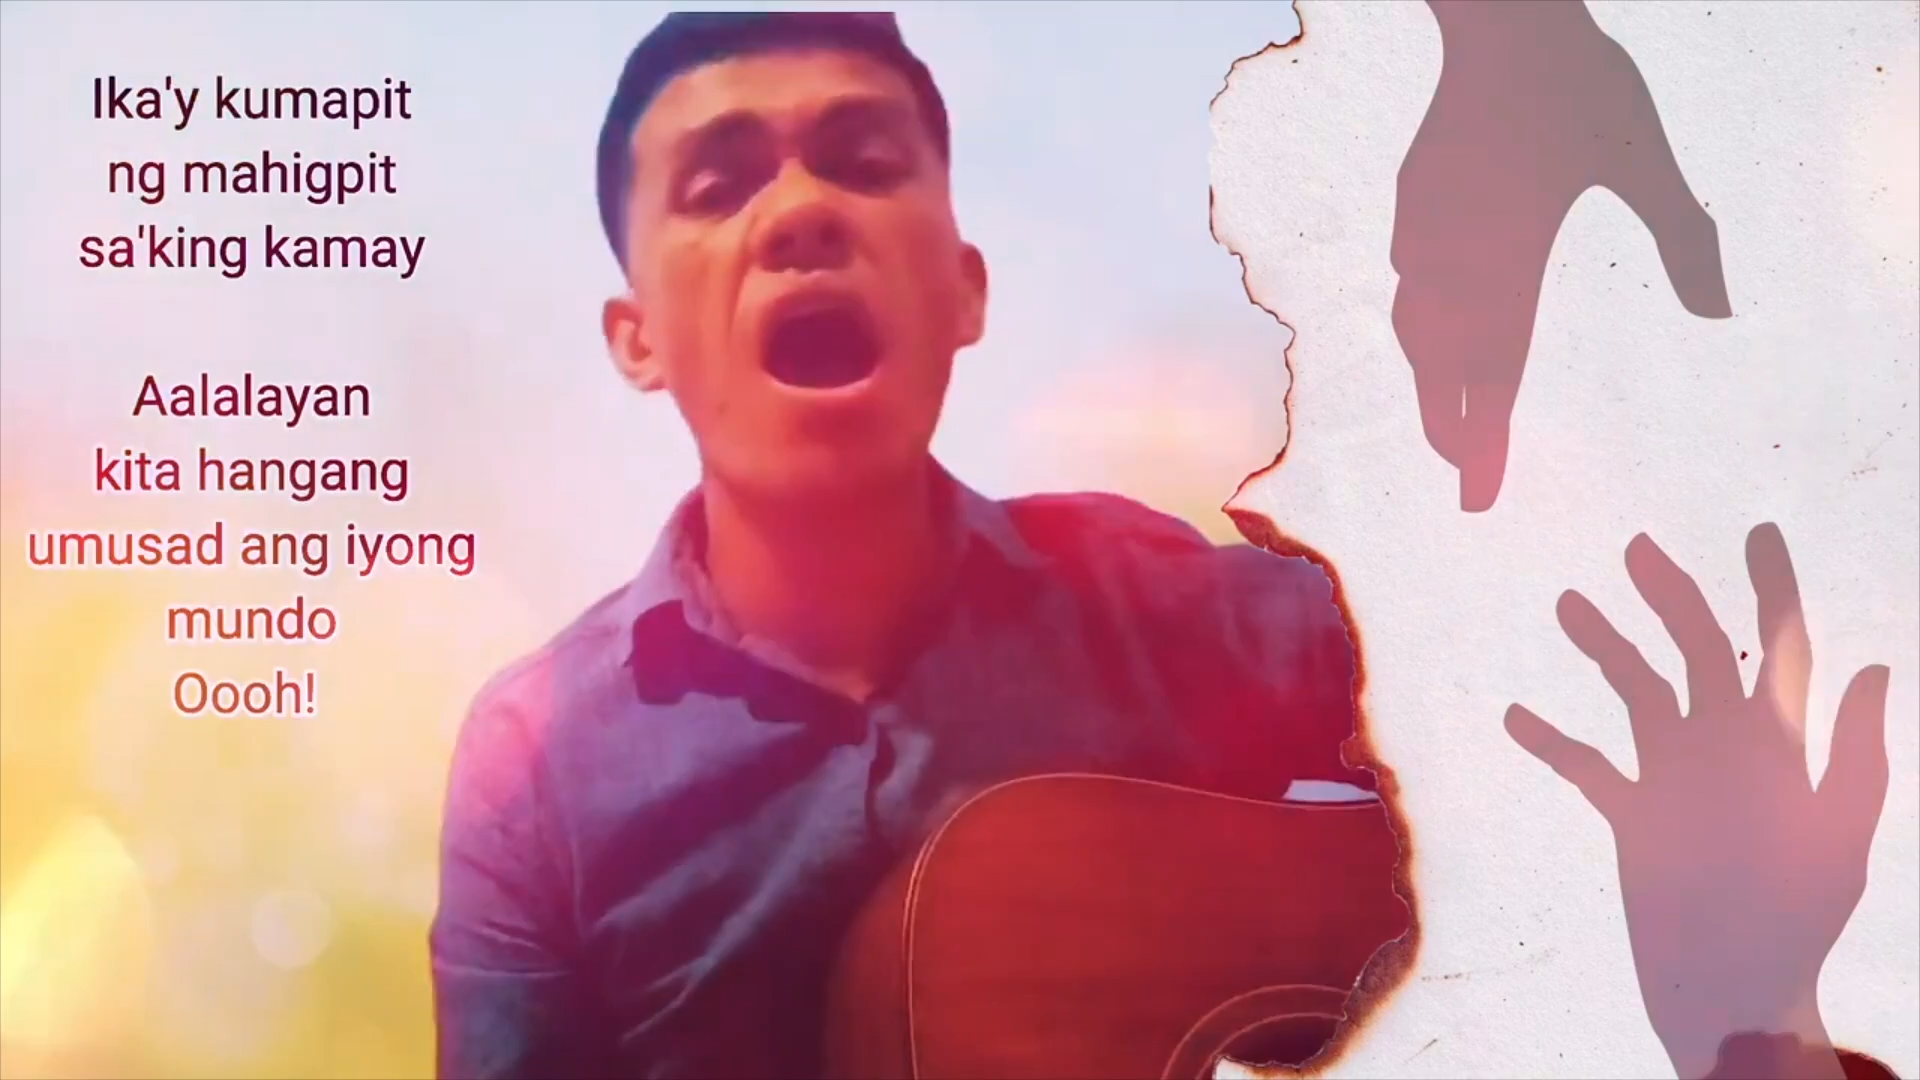 Ika'y kumapit
ng mahigpit
sa'king kamay
Aalalayan
kita hangang
umusad ang iyong
mundo
Oooh!